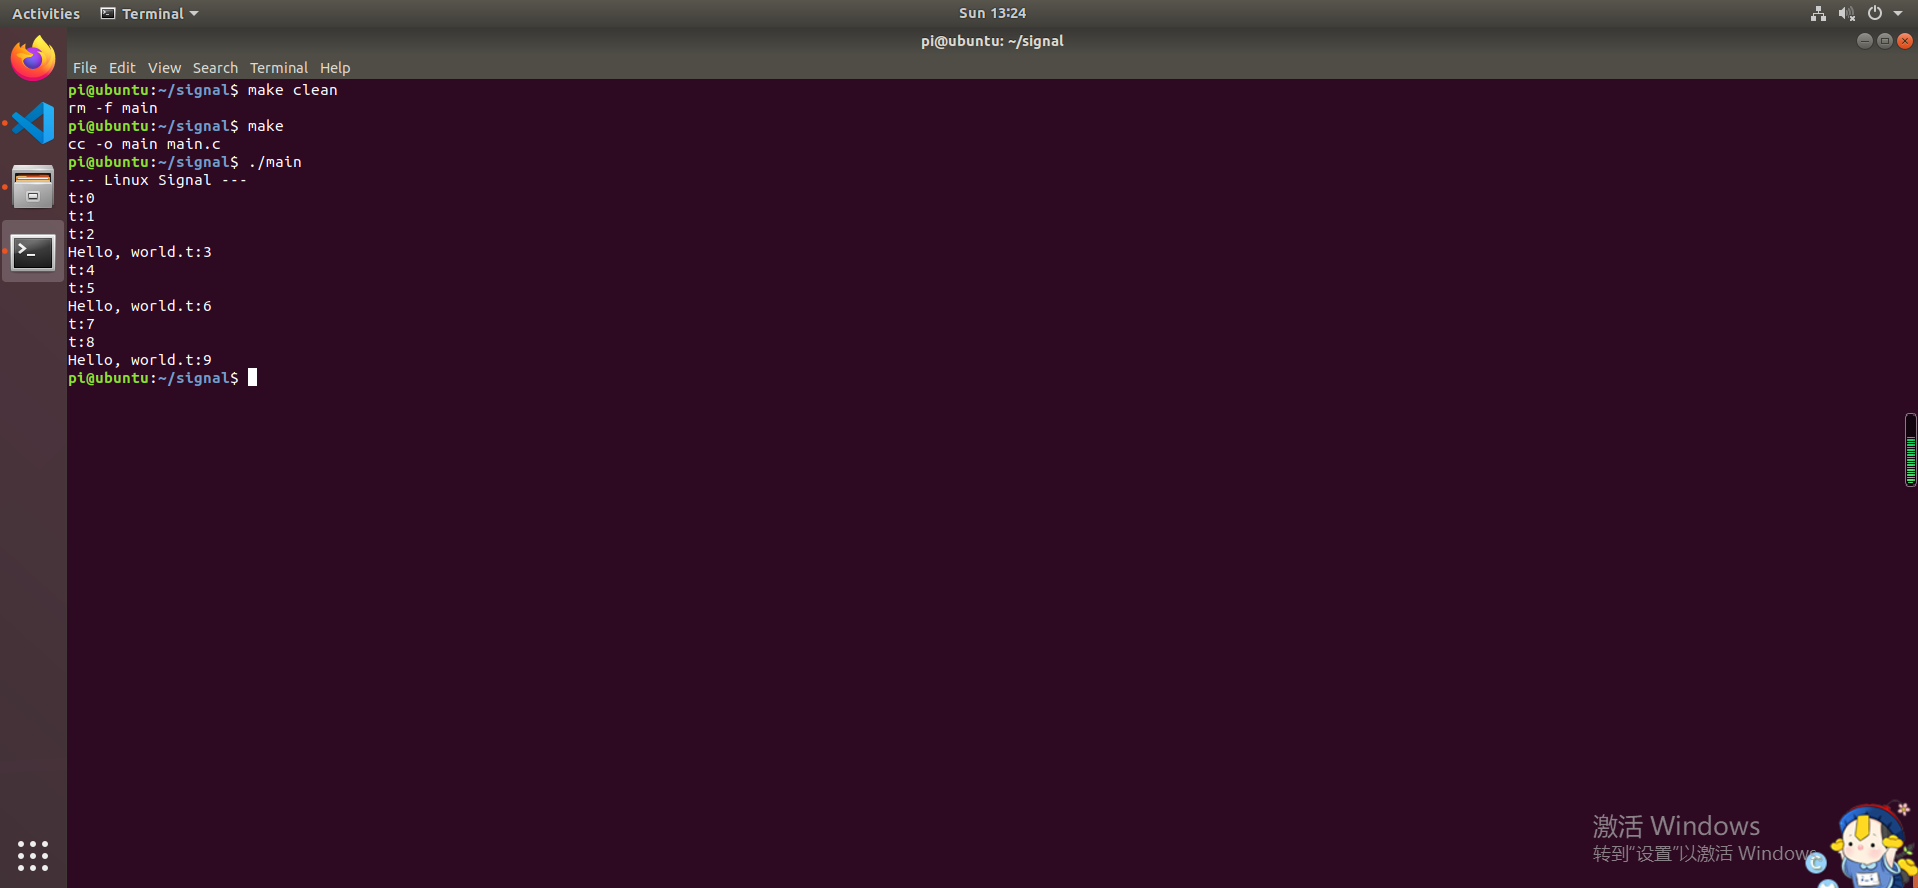 Activities Terminal Sun 13:24
pi@ubuntu: ~/signal
File Edit View Search Terminal Help
pi@ubuntu:~/signal$ make clean
rm -f main
pi@ubuntu:~/signal$ make
cc -o main main.c
pi@ubuntu:~/signal$ ./main
--- Linux Signal ---
t:0
t:1
t:2
Hello, world.t:3
t:4
t:5
Hello, world.t:6
t:7
t:8
Hello, world.t:9
pi@ubuntu:~/signal$
激活 Windows
转到"设置"以激活 Windows
C